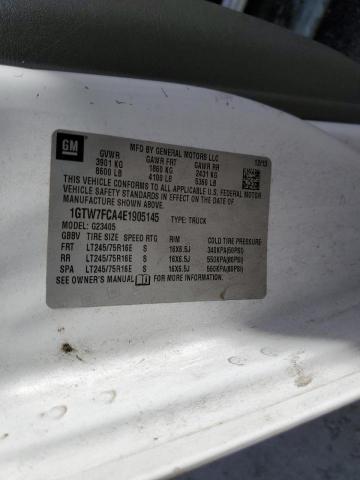 GM
MFD BY GENERAL MOTORS LLC
GVWR GAWR FRT GAWR RR 12/13
3901 KG 1860 KG 2431 KG
8600 LB 4100 LB 5360 LB
THIS VEHICLE CONFORMS TO ALL APPLICABLE U.S. FEDERAL MOTOR
VEHICLE SAFETY STANDARDS IN EFFECT ON THE DATE OF
MANUFACTURE SHOWN ABOVE.
1GTW7FCA4E1905145 TYPE: TRUCK
MODEL: G23405
GBBV TIRE SIZE SPEED RTG RIM COLD TIRE PRESSURE
FRT LT245/75R16E S 16X6.5J 340KPA(50PSI)
RR LT245/75R16E S 16X6.5J 550KPA(80PSI)
SPA LT245/75R16E S 16X6.5J 550KPA(80PSI)
SEE OWNER'S MANUAL FOR MORE INFORMATION.